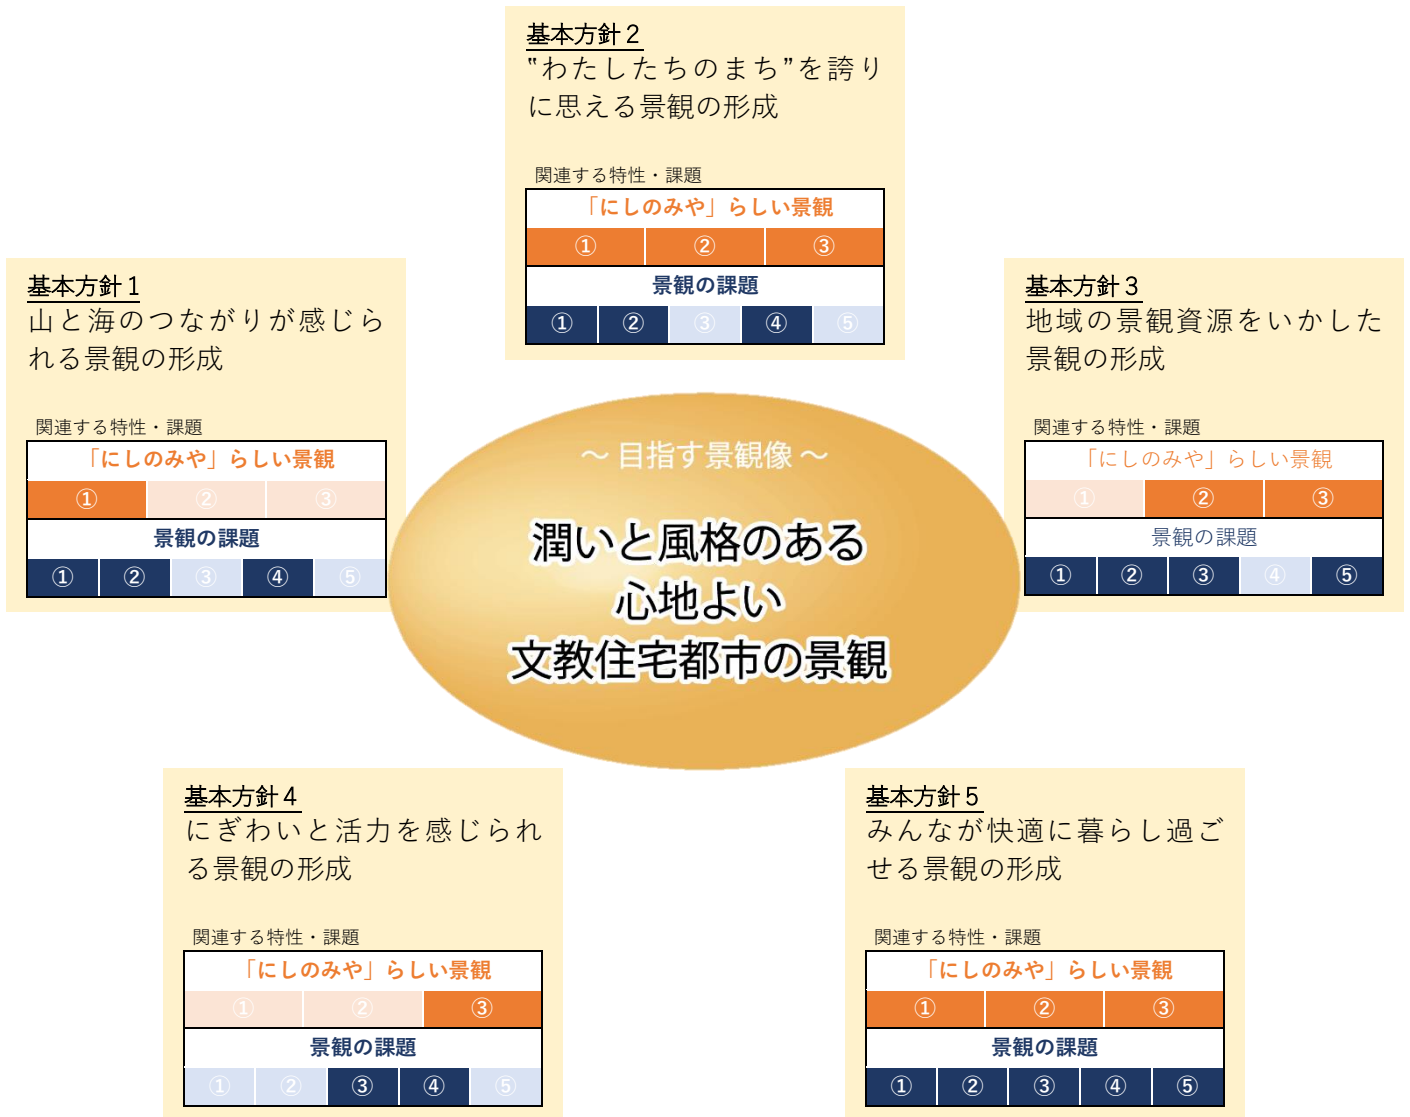 基本方針２
“わたしたちのまち”を誇り
に思える景観の形成
関連する特性・課題
「にしのみや」らしい景観
① ② ③
景観の課題
① ② ③ ④ ⑤
基本方針１
山と海のつながりが感じら
れる景観の形成
関連する特性・課題
「にしのみや」らしい景観
① ② ③
景観の課題
① ② ③ ④ ⑤
基本方針３
地域の景観資源をいかした
景観の形成
関連する特性・課題
「にしのみや」らしい景観
① ② ③
景観の課題
① ② ③ ④ ⑤
～ 目指す景観像 ～
潤いと風格のある
心地よい
文教住宅都市の景観
基本方針４
にぎわいと活力を感じられ
る景観の形成
関連する特性・課題
「にしのみや」らしい景観
① ② ③
景観の課題
① ② ③ ④ ⑤
基本方針５
みんなが快適に暮らし過ご
せる景観の形成
関連する特性・課題
「にしのみや」らしい景観
① ② ③
景観の課題
① ② ③ ④ ⑤